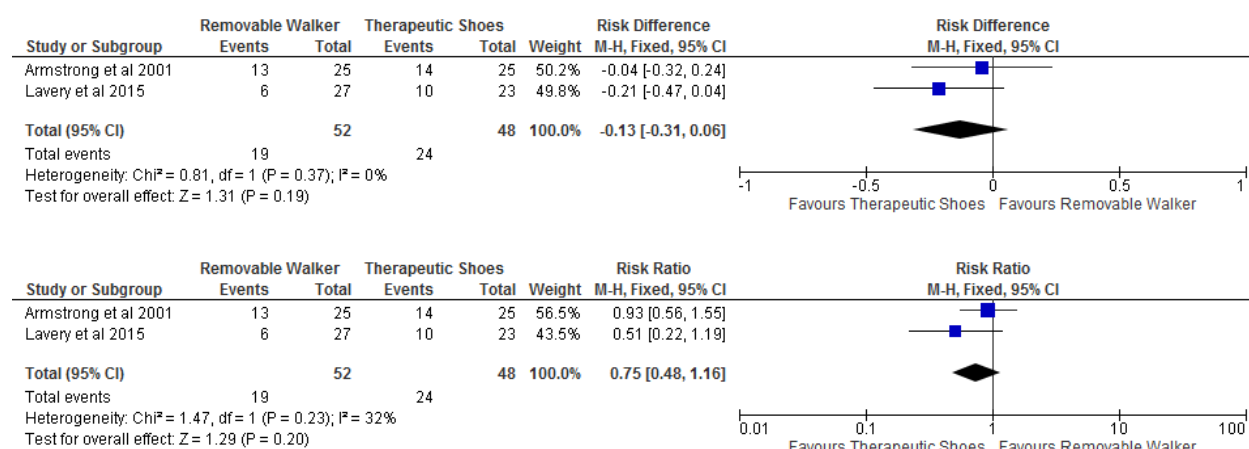 Removable Walker Therapeutic Shoes Risk Difference Risk Difference
Study or Subgroup Events Total Events Total Weight M-H, Fixed, 95% CI M-H, Fixed, 95% CI
Armstrong et al 2001 13 25 14 25 50.2% -0.04 [-0.32, 0.24]
Lavery et al 2015 6 27 10 23 49.8% -0.21 [-0.47, 0.04]
Total (95% CI) 52 48 100.0% -0.13 [-0.31, 0.06]
Total events 19 24
Heterogeneity: Chi² = 0.81, df = 1 (P = 0.37); I² = 0%
Test for overall effect: Z = 1.31 (P = 0.19)
-1 -0.5 0 0.5 1
Favours Therapeutic Shoes Favours Removable Walker
Removable Walker Therapeutic Shoes Risk Ratio Risk Ratio
Study or Subgroup Events Total Events Total Weight M-H, Fixed, 95% CI M-H, Fixed, 95% CI
Armstrong et al 2001 13 25 14 25 56.5% 0.93 [0.56, 1.55]
Lavery et al 2015 6 27 10 23 43.5% 0.51 [0.22, 1.19]
Total (95% CI) 52 48 100.0% 0.75 [0.48, 1.16]
Total events 19 24
Heterogeneity: Chi² = 1.47, df = 1 (P = 0.23); I² = 32%
Test for overall effect: Z = 1.29 (P = 0.20)
0.01 0.1 1 10 100
Favours Therapeutic Shoes Favours Removable Walker